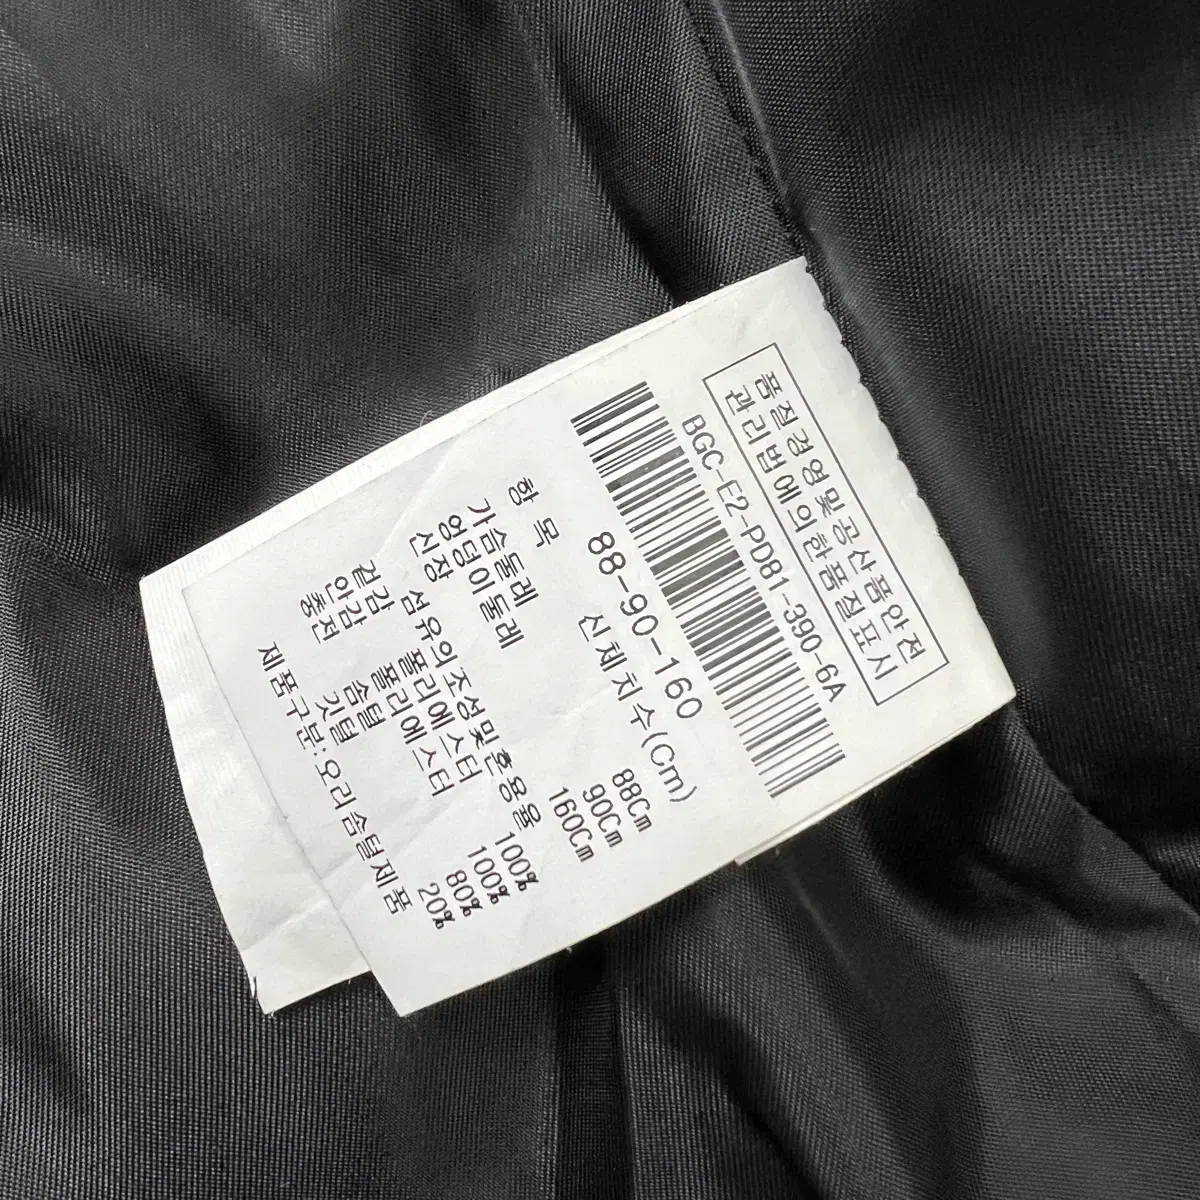 품질경영및공산품안전
관리법에의한품질표시
BGC-E2-PD81-390-6A
88-90-160
항 목 신체치수(Cm)
가슴둘레 88Cm
엉덩이둘레 90Cm
신장 160Cm
섬유의조성및혼용율
겉감 폴리에스터 100%
안감 폴리에스터 100%
충전 솜털 80%
깃털 20%
제품구분:오리솜털제품